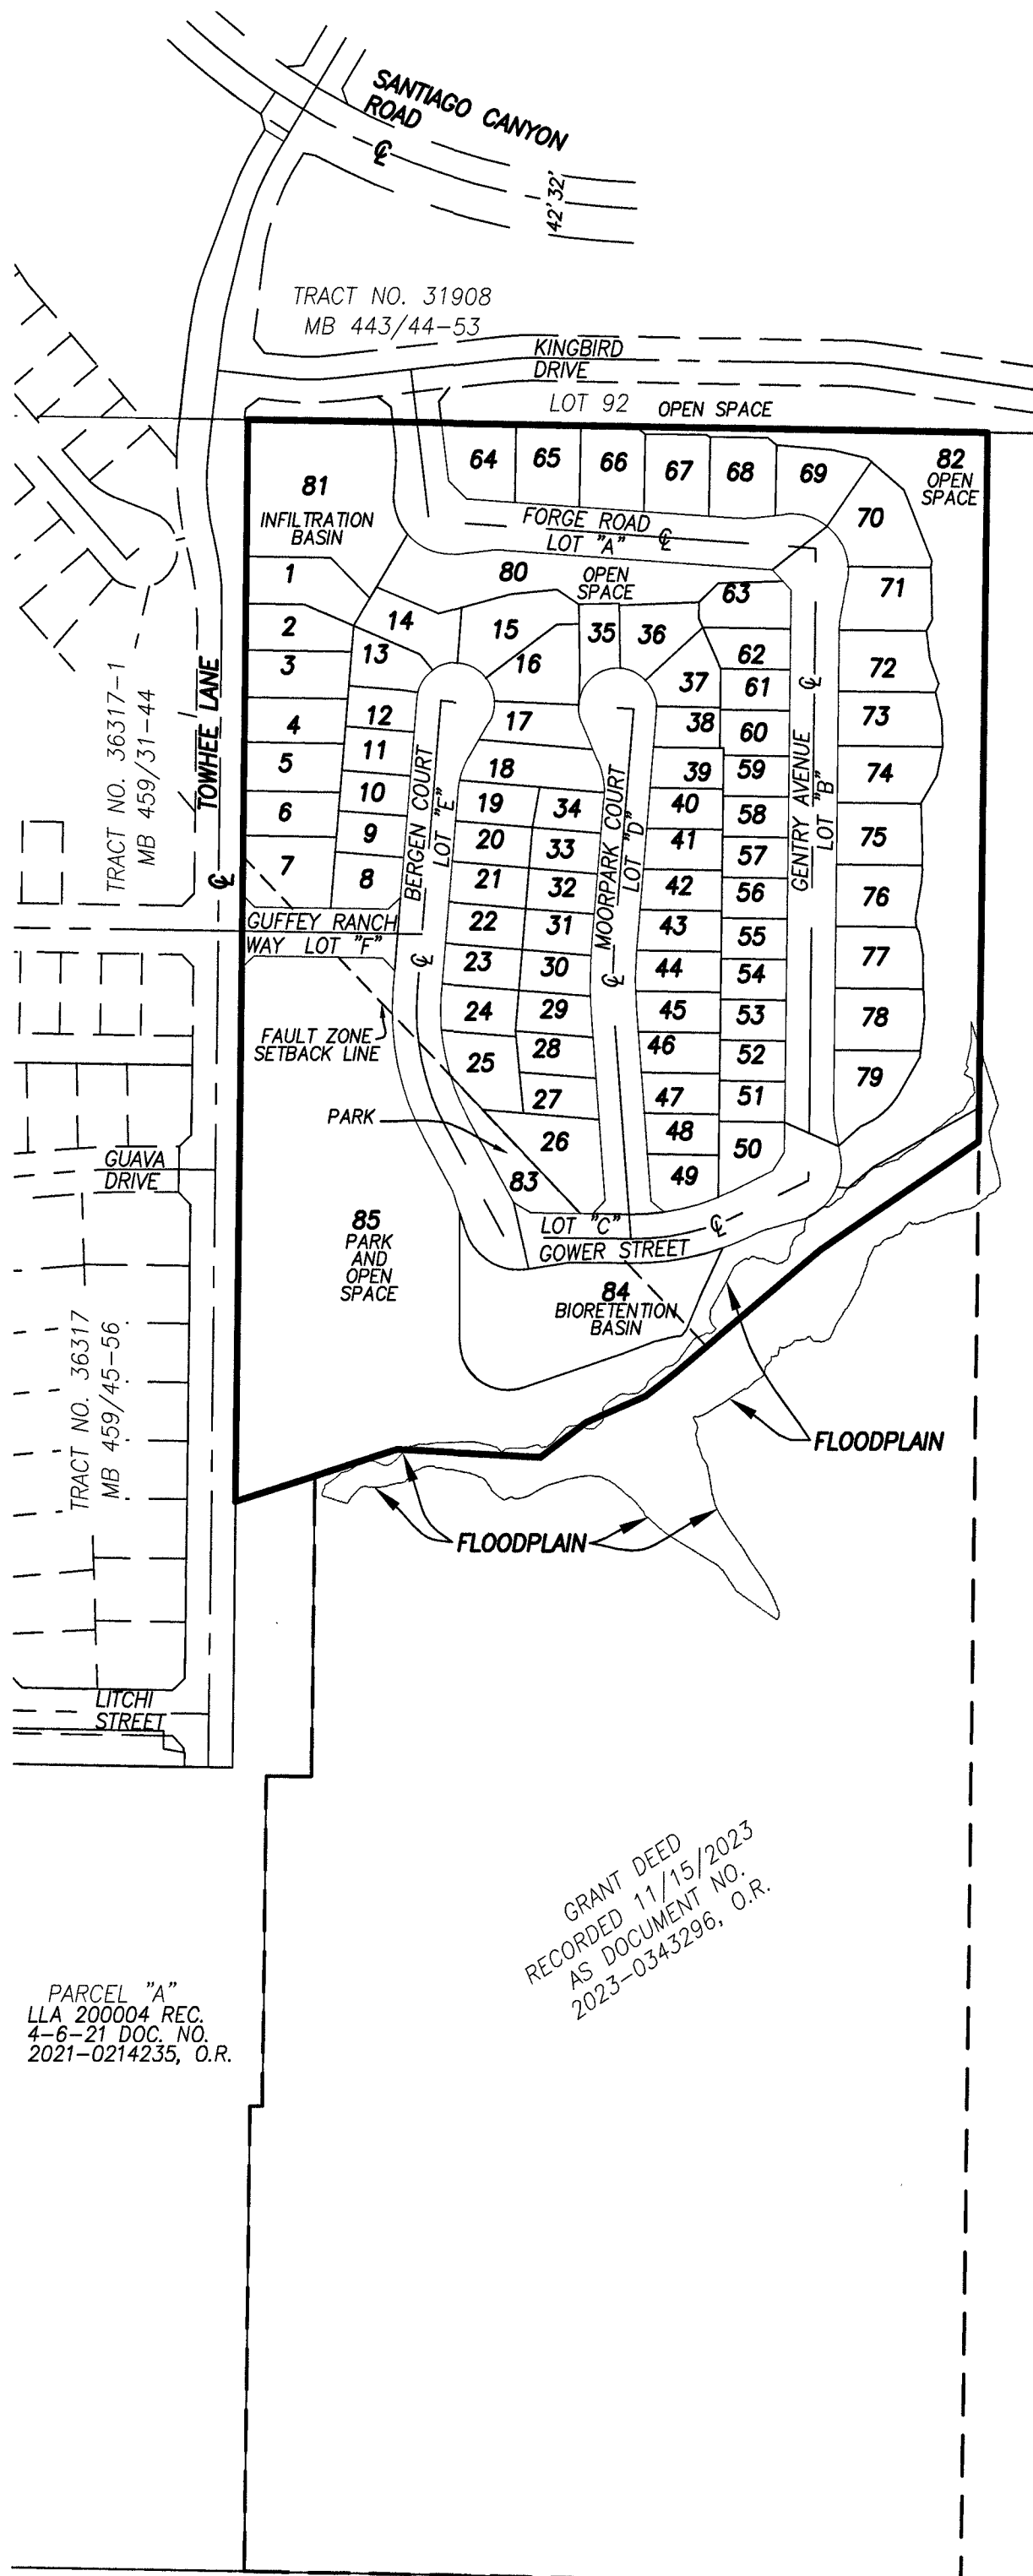 SANTIAGO CANYON
ROAD
℄
42' 32'
TRACT NO. 31908
MB 443/44-53
KINGBIRD
DRIVE
LOT 92 OPEN SPACE
64
65
66
67
68
69
82
OPEN
SPACE
81
INFILTRATION
BASIN
70
FORGE ROAD ℄
LOT "A"
80 OPEN
SPACE
63
71
1
2
3
4
5
6
7
14
13
12
11
10
9
8
15
16
35
36
37
38
39
62
61
60
59
58
57
56
55
54
53
52
51
50
72
73
74
75
76
77
78
79
17
18
19
20
21
22
23
24
25
34
33
32
31
30
29
28
27
26
40
41
42
43
44
45
46
47
48
49
TRACT NO. 36317-1
MB 459/31-44
TOWHEE LANE
℄
BERGEN COURT
LOT "E"
℄
MOORPARK COURT
LOT "D"
℄
GENTRY AVENUE
LOT "B"
℄
GUFFEY RANCH
WAY LOT "F"
FAULT ZONE
SETBACK LINE
PARK
83
GUAVA
DRIVE
85
PARK
AND
OPEN
SPACE
LOT "C" ℄
GOWER STREET
84
BIORETENTION
BASIN
TRACT NO. 36317
MB 459/45-56
FLOODPLAIN
FLOODPLAIN
LITCHI
STREET
GRANT DEED
RECORDED 11/15/2023
AS DOCUMENT NO.
2023-0343296, O.R.
PARCEL "A"
LLA 200004 REC.
4-6-21 DOC. NO.
2021-0214235, O.R.